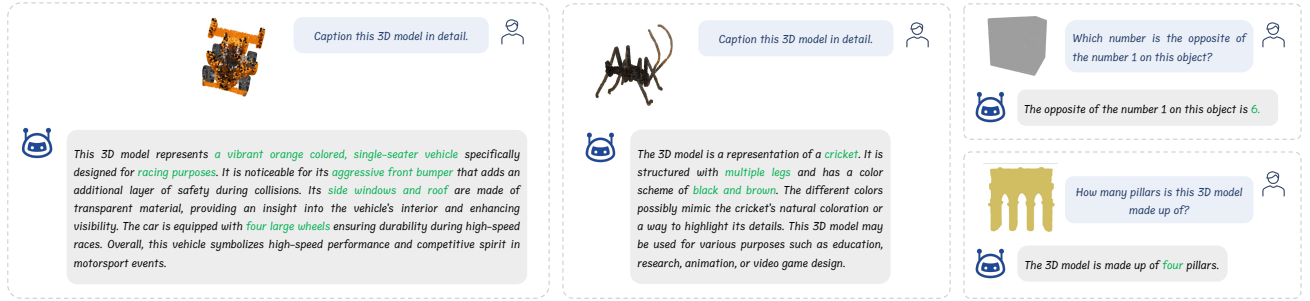 Caption this 3D model in detail.
This 3D model represents a vibrant orange colored, single-seater vehicle specifically
designed for racing purposes. It is noticeable for its aggressive front bumper that adds an
additional layer of safety during collisions. Its side windows and roof are made of
transparent material, providing an insight into the vehicle's interior and enhancing
visibility. The car is equipped with four large wheels ensuring durability during high-speed
races. Overall, this vehicle symbolizes high-speed performance and competitive spirit in
motorsport events.
Caption this 3D model in detail.
The 3D model is a representation of a cricket. It is
structured with multiple legs and has a color
scheme of black and brown. The different colors
possibly mimic the cricket's natural coloration or
a way to highlight its details. This 3D model may
be used for various purposes such as education,
research, animation, or video game design.
Which number is the opposite of
the number 1 on this object?
The opposite of the number 1 on this object is 6.
How many pillars is this 3D model
made up of?
The 3D model is made up of four pillars.